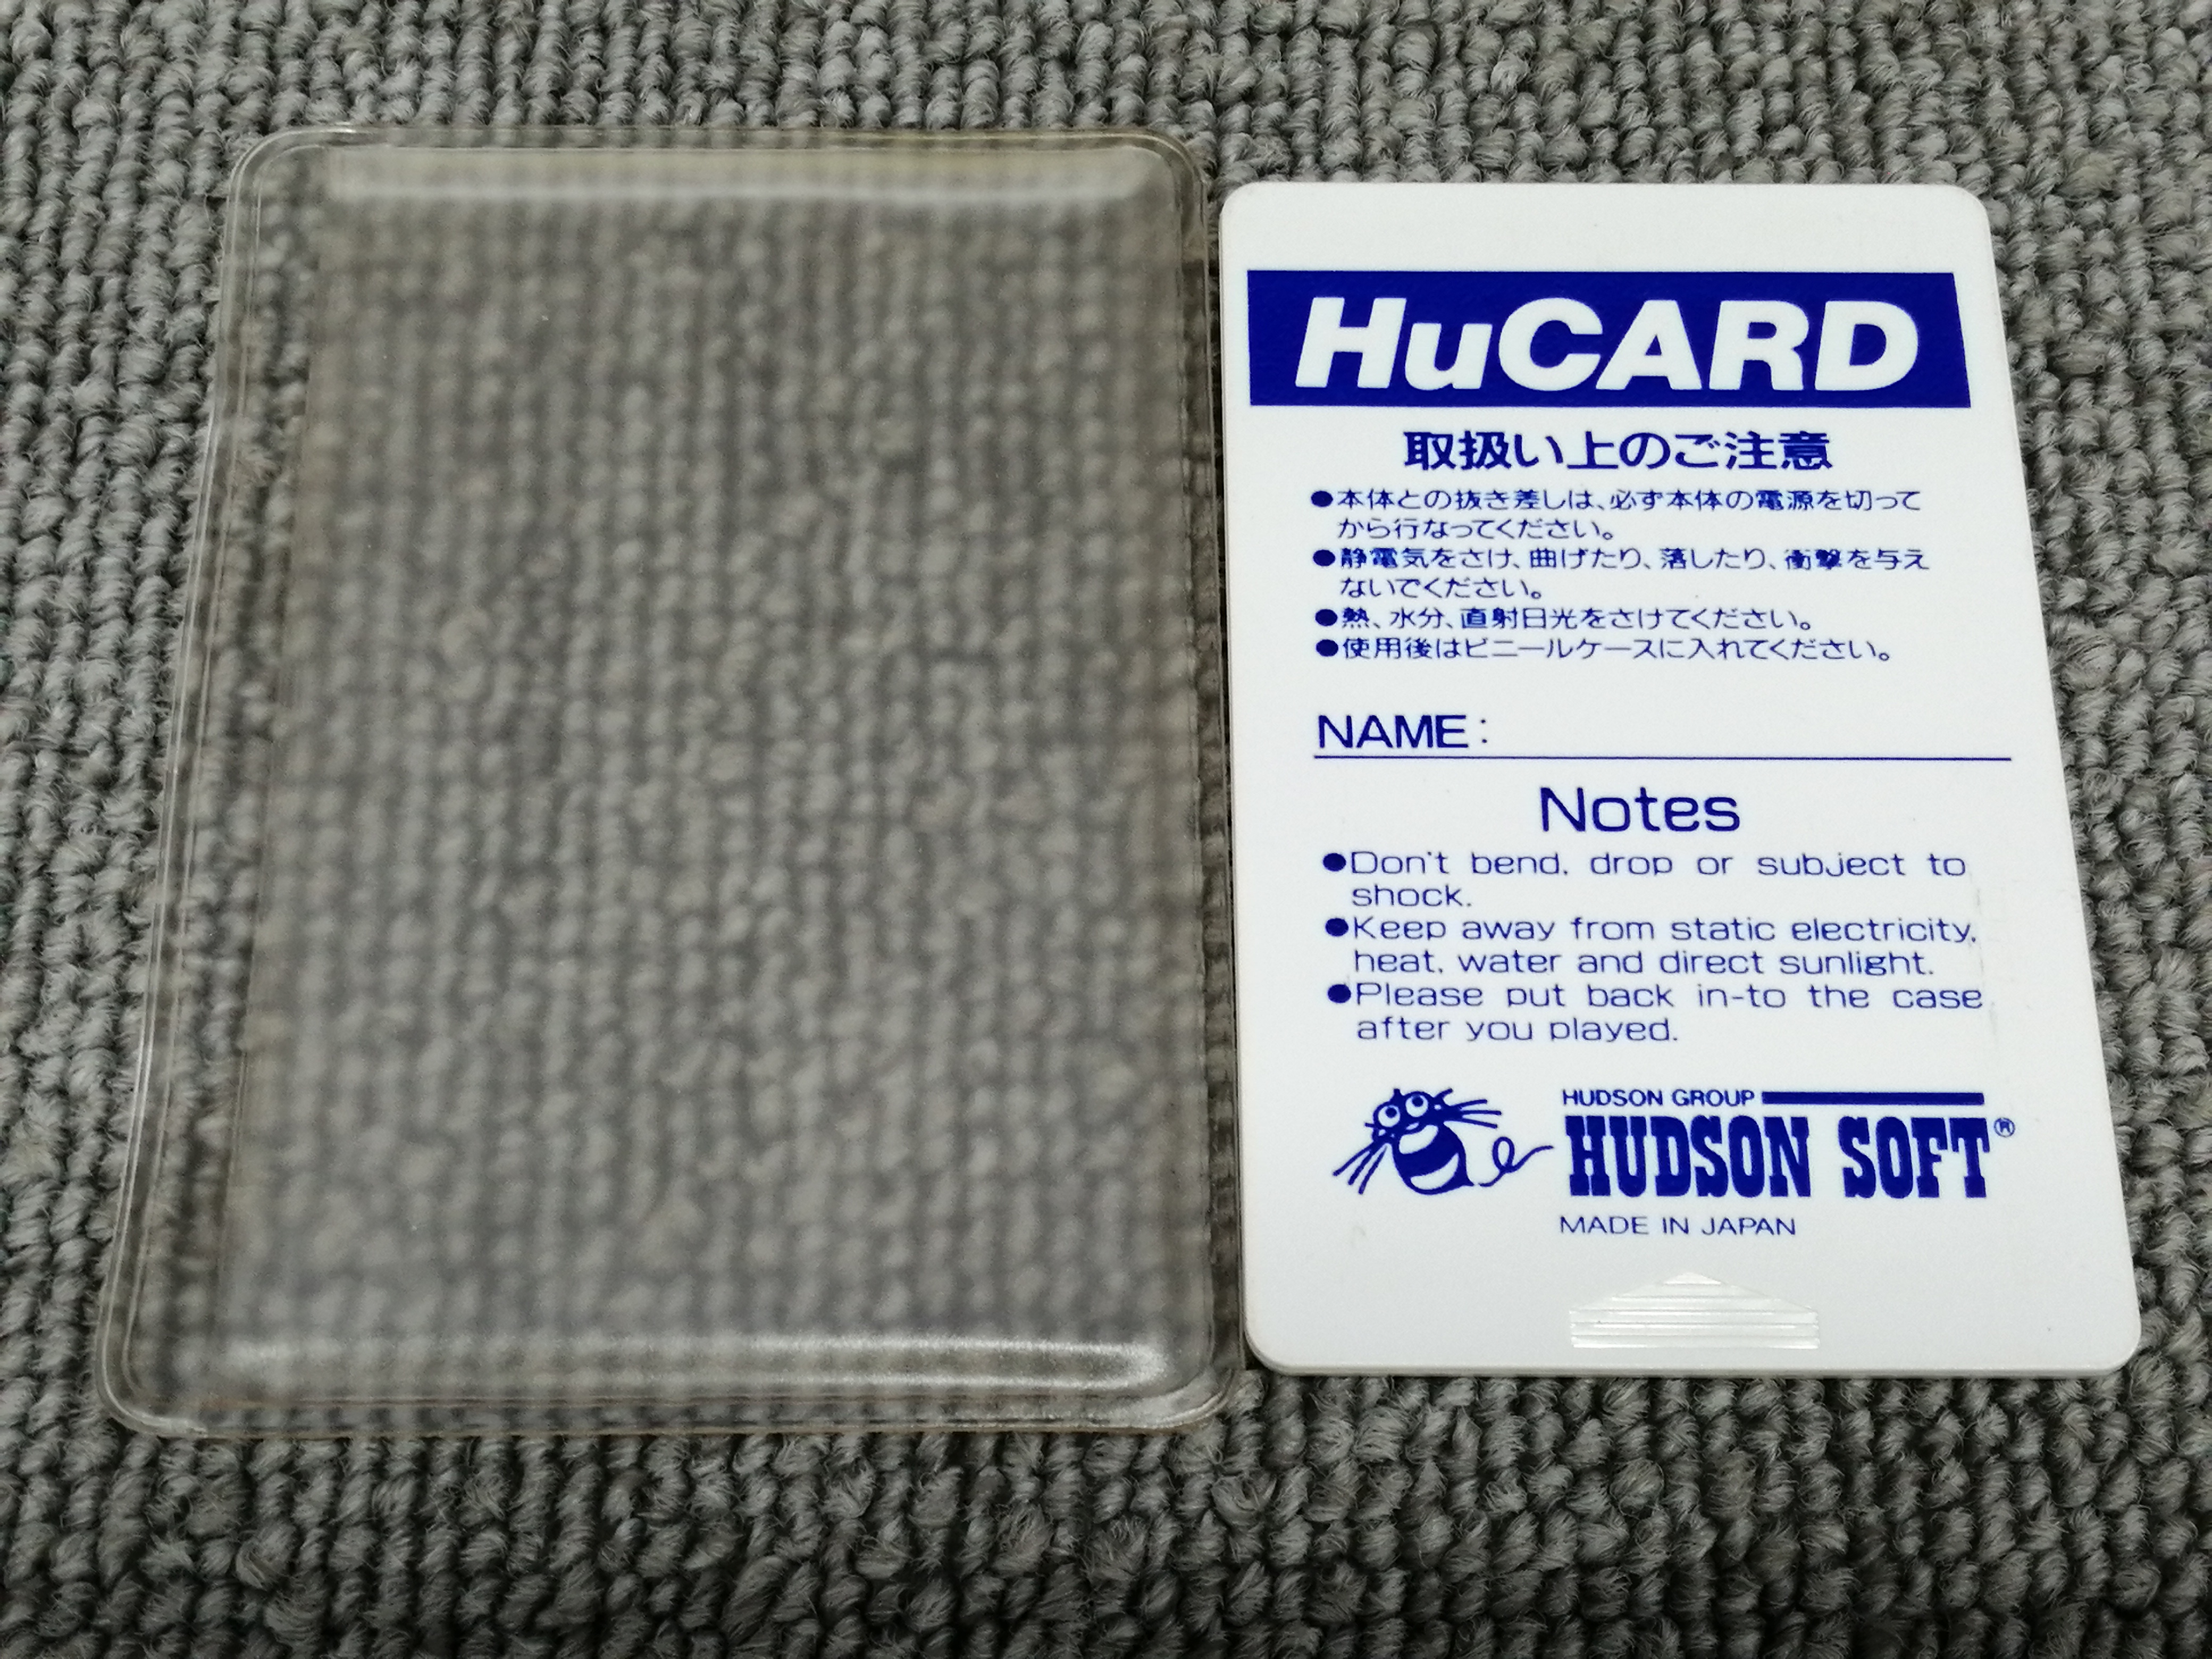 HuCARD
取扱い上のご注意
●本体との抜き差しは、必ず本体の電源を切って
から行なってください。
●静電気をさけ、曲げたり、落したり、衝撃を与え
ないでください。
●熱、水分、直射日光をさけてください。
●使用後はビニールケースに入れてください。
NAME:
Notes
●Don't bend, drop or subject to
shock.
●Keep away from static electricity,
heat, water and direct sunlight.
●Please put back in-to the case
after you played.
HUDSON GROUP
HUDSON SOFT®
MADE IN JAPAN